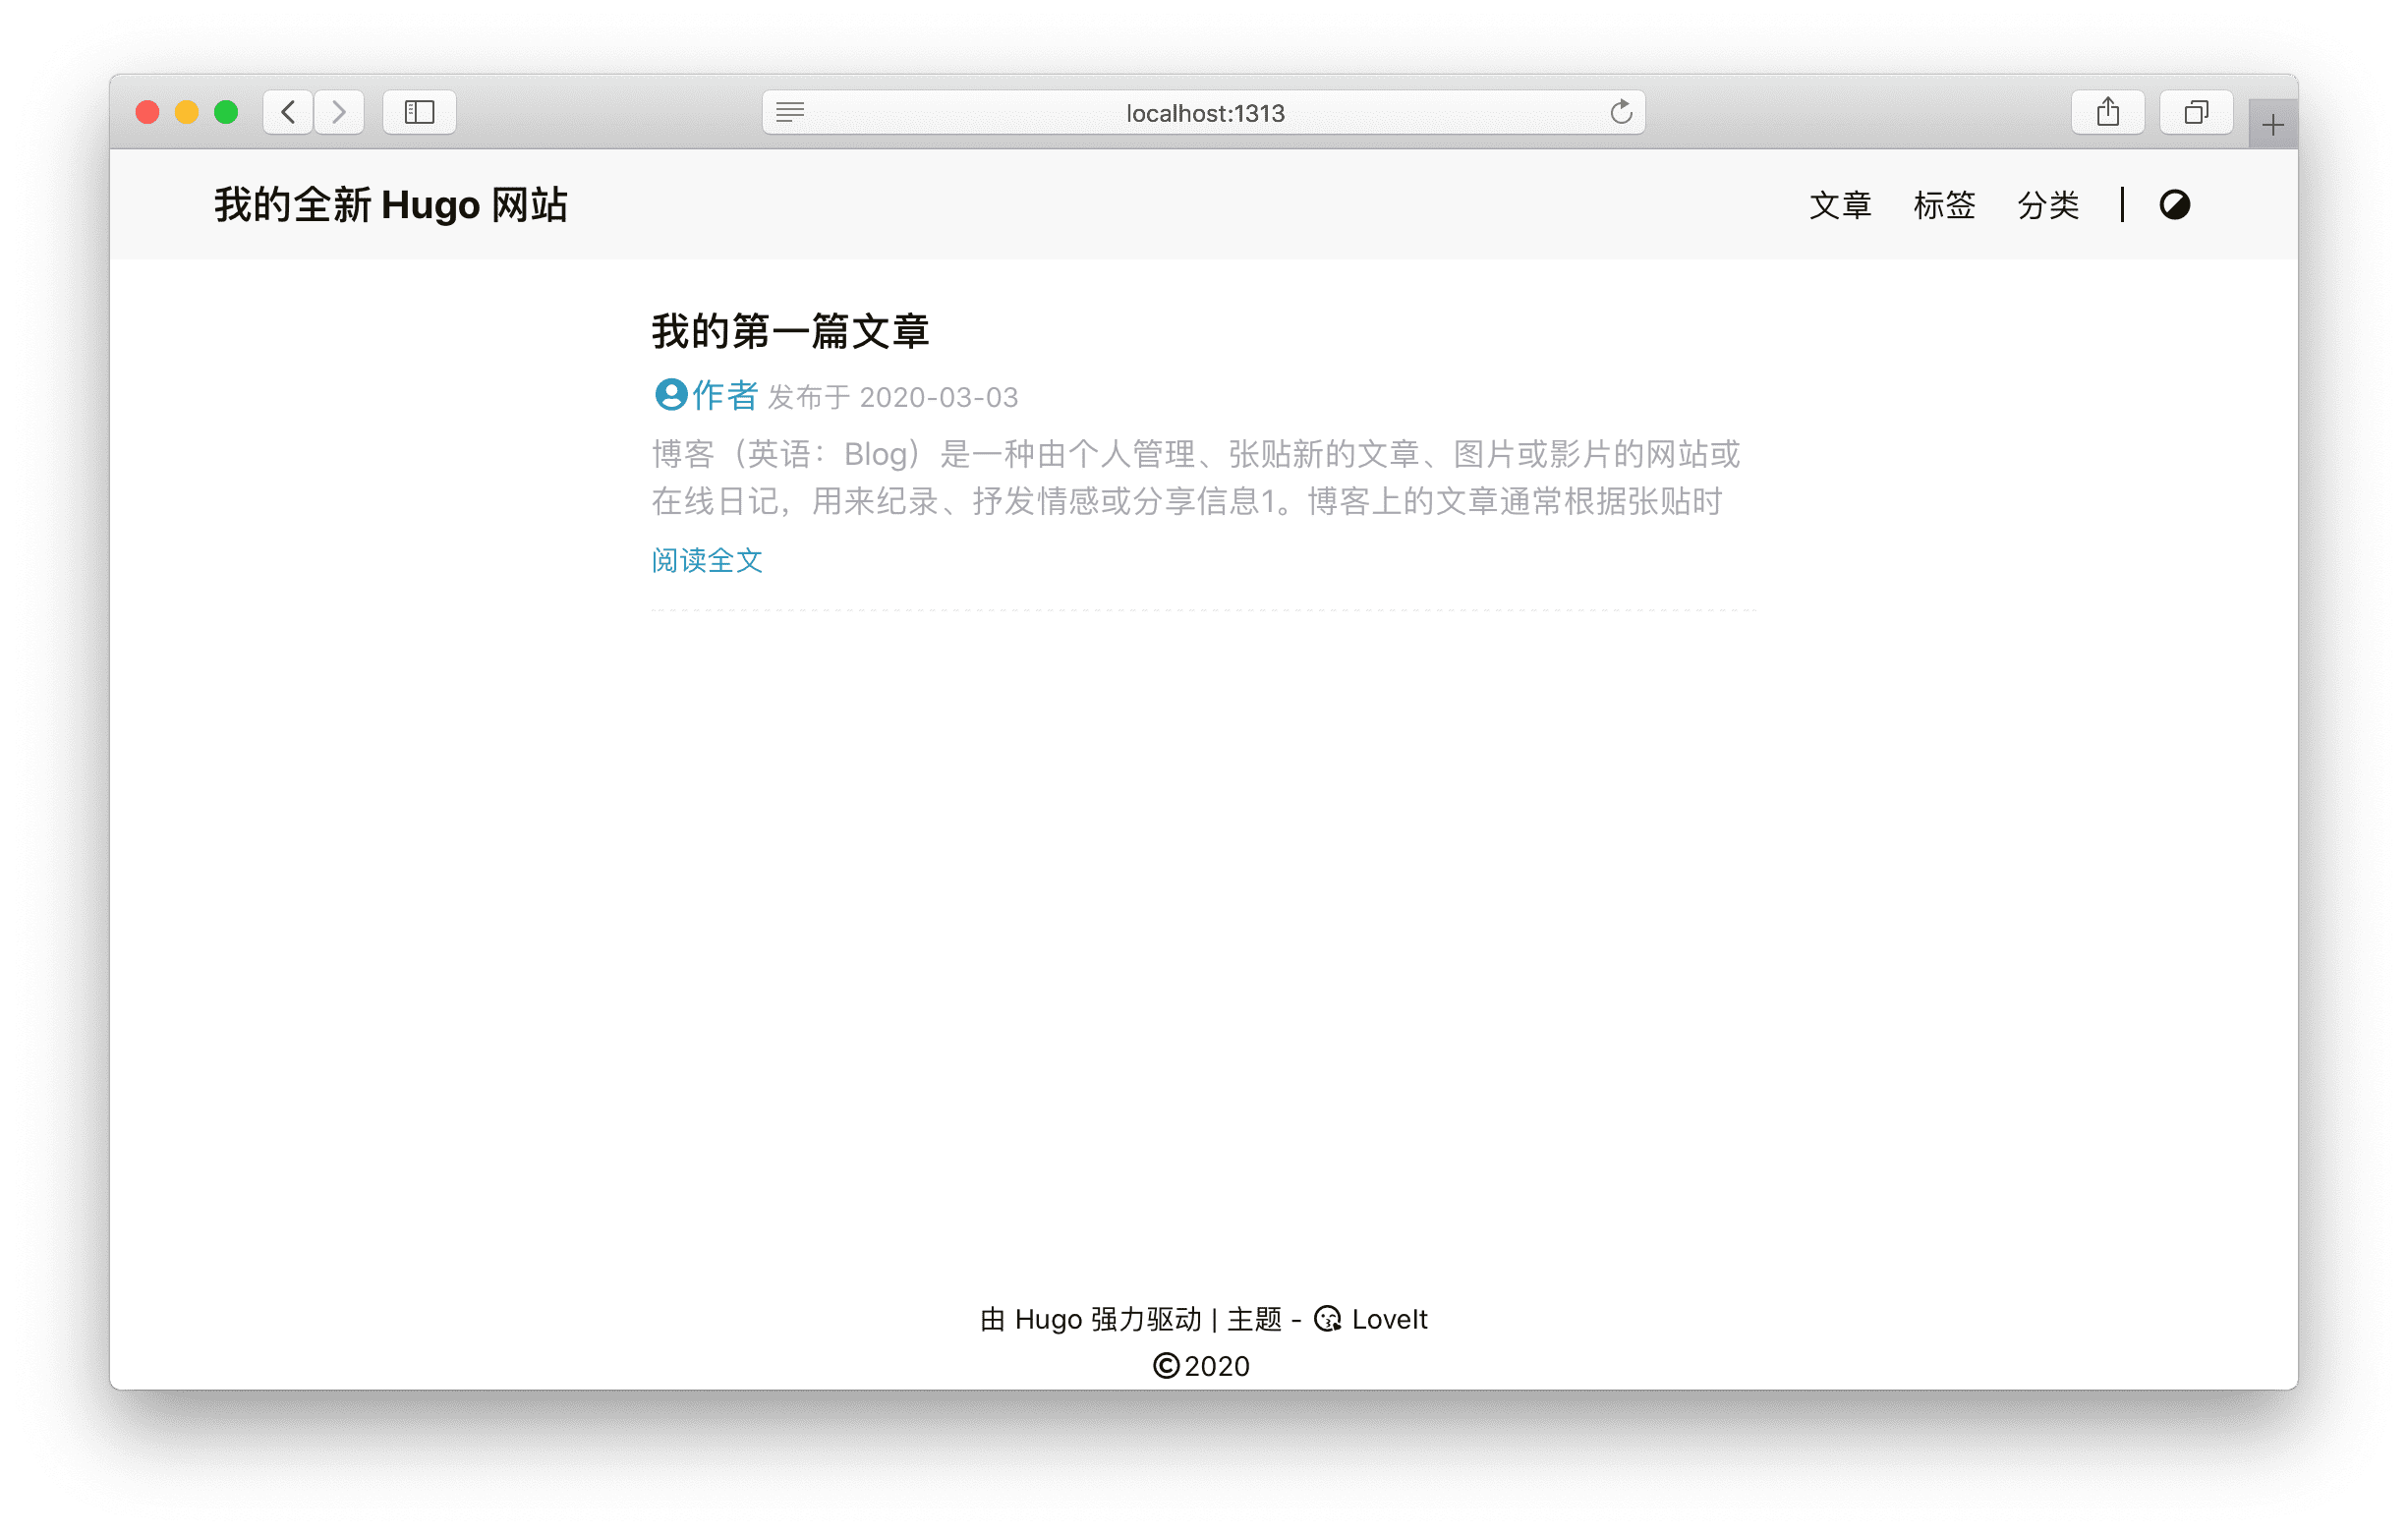 localhost:1313
我的全新 Hugo 网站
文章 标签 分类 |
我的第一篇文章
作者 发布于 2020-03-03
博客（英语：Blog）是一种由个人管理、张贴新的文章、图片或影片的网站或
在线日记，用来纪录、抒发情感或分享信息1。博客上的文章通常根据张贴时
阅读全文
由 Hugo 强力驱动 | 主题 - LoveIt
©2020